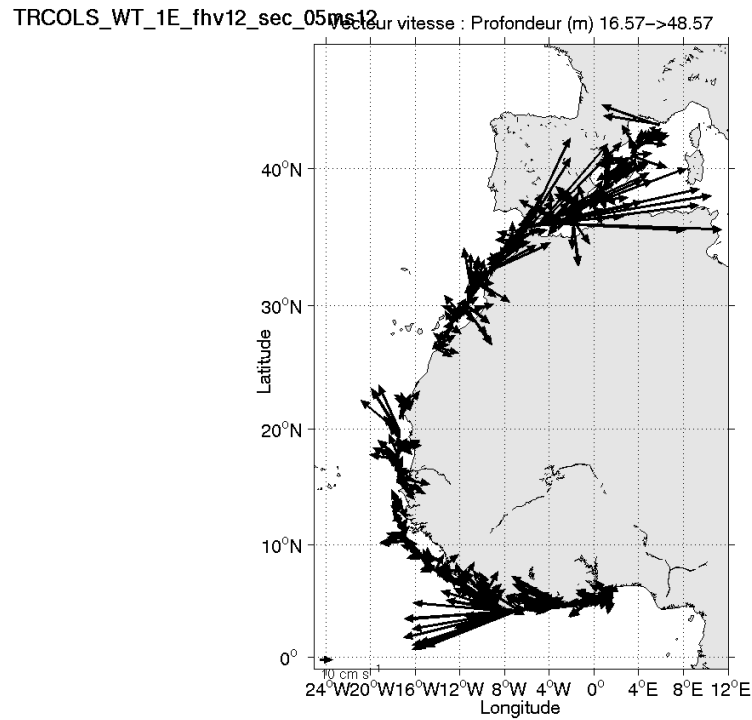 TRCOLS_WT_1E_fhv12_sec_05ms12
Vecteur vitesse : Profondeur (m) 16.57−>48.57
40°N
30°N
20°N
10°N
0°
Latitude
10 cm s⁻¹
24°W 20°W 16°W 12°W 8°W 4°W 0° 4°E 8°E 12°E
Longitude